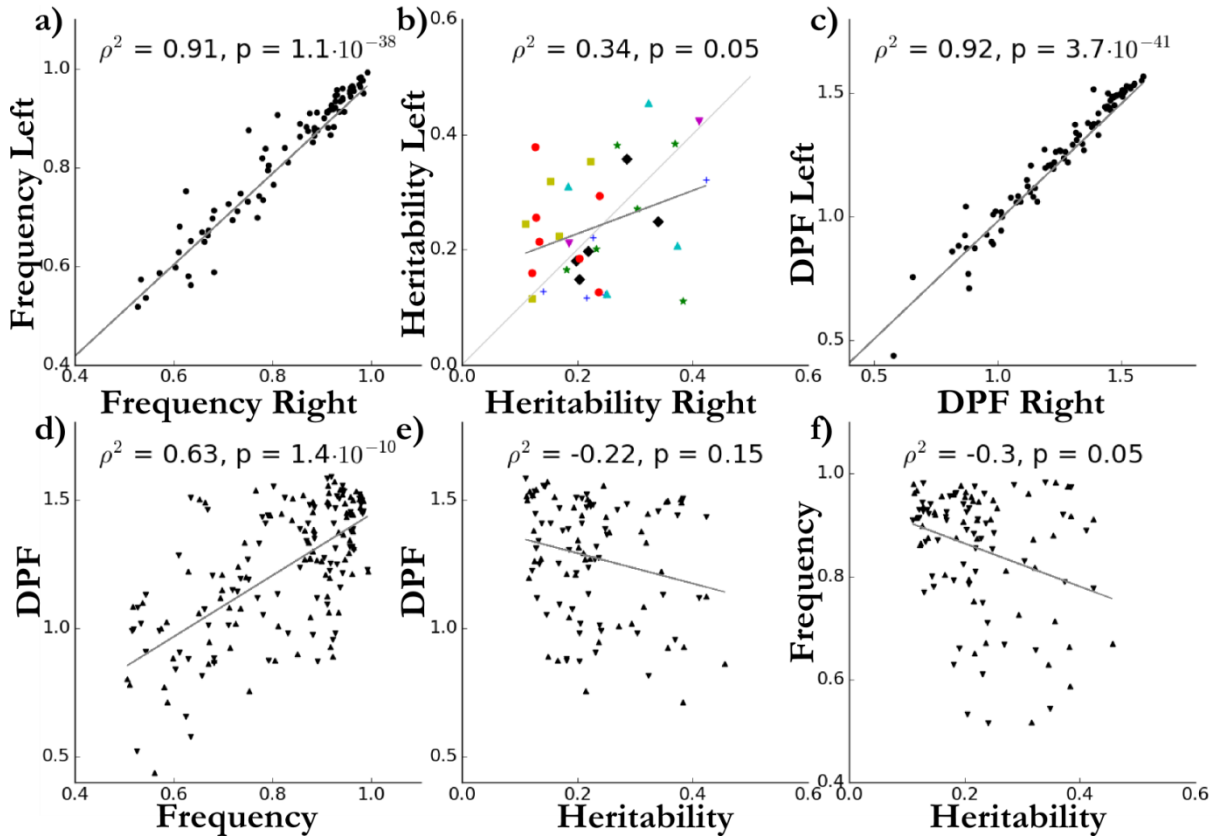 a)
ρ² = 0.91, p = 1.1·10⁻³⁸
Frequency Left
1.0
0.8
0.6
0.4
0.4 0.6 0.8 1.0
Frequency Right
b)
ρ² = 0.34, p = 0.05
Heritability Left
0.6
0.4
0.2
0.0
0.0 0.2 0.4 0.6
Heritability Right
c)
ρ² = 0.92, p = 3.7·10⁻⁴¹
DPF Left
1.5
1.0
0.5
0.5 1.0 1.5
DPF Right
d)
ρ² = 0.63, p = 1.4·10⁻¹⁰
DPF
1.5
1.0
0.5
0.4 0.6 0.8 1.0
Frequency
e)
ρ² = -0.22, p = 0.15
DPF
1.5
1.0
0.5
0.0 0.2 0.4 0.6
Heritability
f)
ρ² = -0.3, p = 0.05
Frequency
1.0
0.8
0.6
0.4
0.0 0.2 0.4 0.6
Heritability